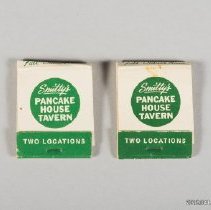 Smitty's
PANCAKE
HOUSE
TAVERN
TWO LOCATIONS
Smitty's
PANCAKE
HOUSE
TAVERN
TWO LOCATIONS